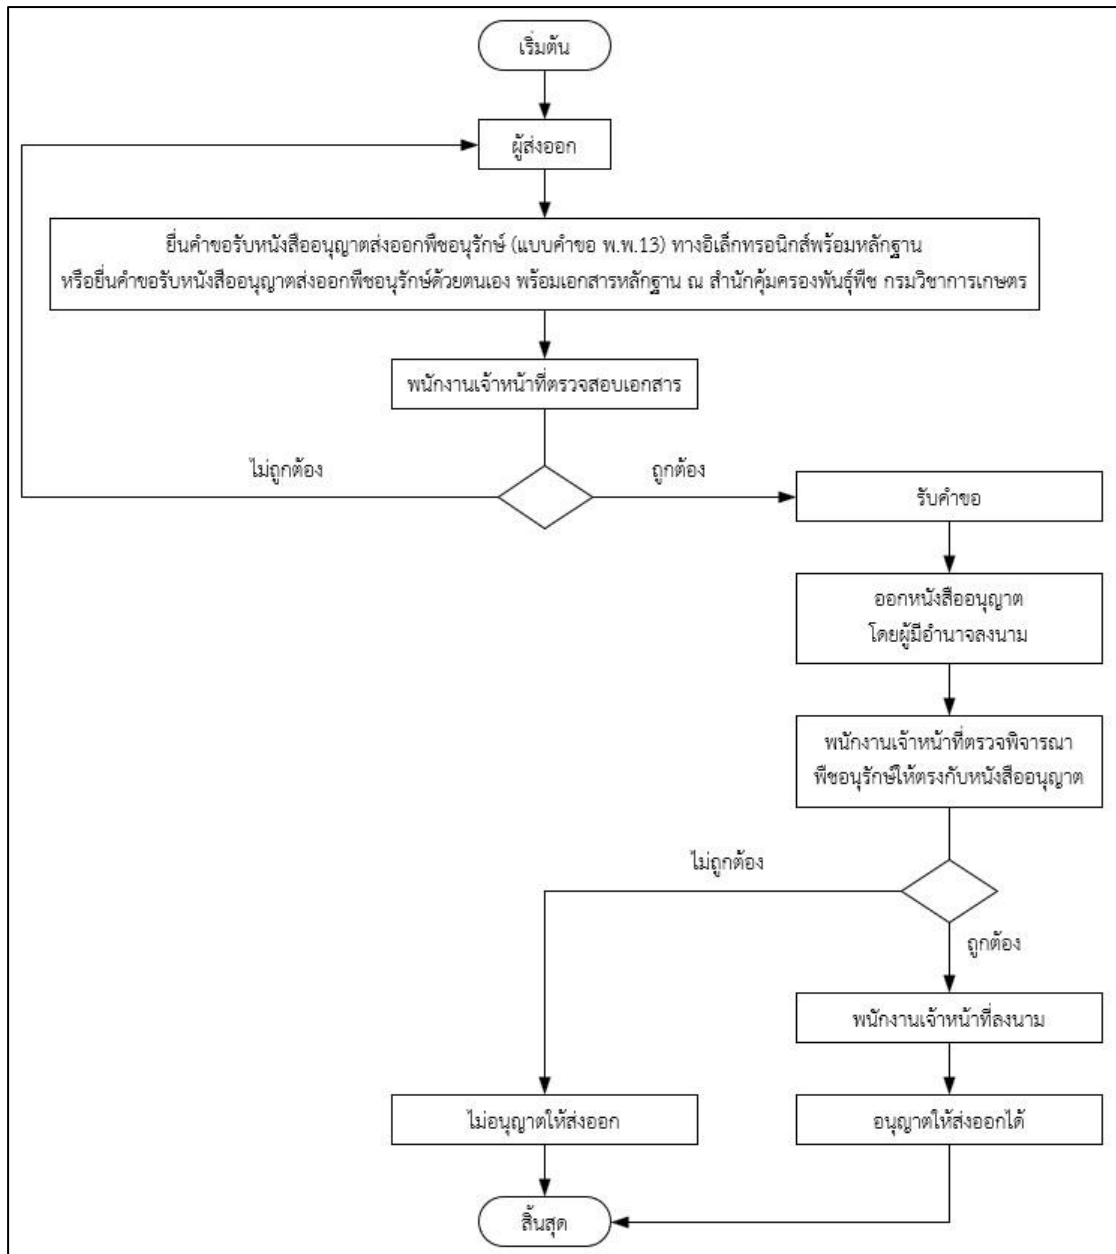 เริ่มต้น
ผู้ส่งออก
ยื่นคำขอรับหนังสืออนุญาตส่งออกพืชอนุรักษ์ (แบบคำขอ พ.พ.13) ทางอิเล็กทรอนิกส์พร้อมหลักฐาน
หรือยื่นคำขอรับหนังสืออนุญาตส่งออกพืชอนุรักษ์ด้วยตนเอง พร้อมเอกสารหลักฐาน ณ สำนักคุ้มครองพันธุ์พืช กรมวิชาการเกษตร
พนักงานเจ้าหน้าที่ตรวจสอบเอกสาร
ไม่ถูกต้อง
ถูกต้อง
รับคำขอ
ออกหนังสืออนุญาต
โดยผู้มีอำนาจลงนาม
พนักงานเจ้าหน้าที่ตรวจพิจารณา
พืชอนุรักษ์ให้ตรงกับหนังสืออนุญาต
ไม่ถูกต้อง
ถูกต้อง
พนักงานเจ้าหน้าที่ลงนาม
ไม่อนุญาตให้ส่งออก
อนุญาตให้ส่งออกได้
สิ้นสุด